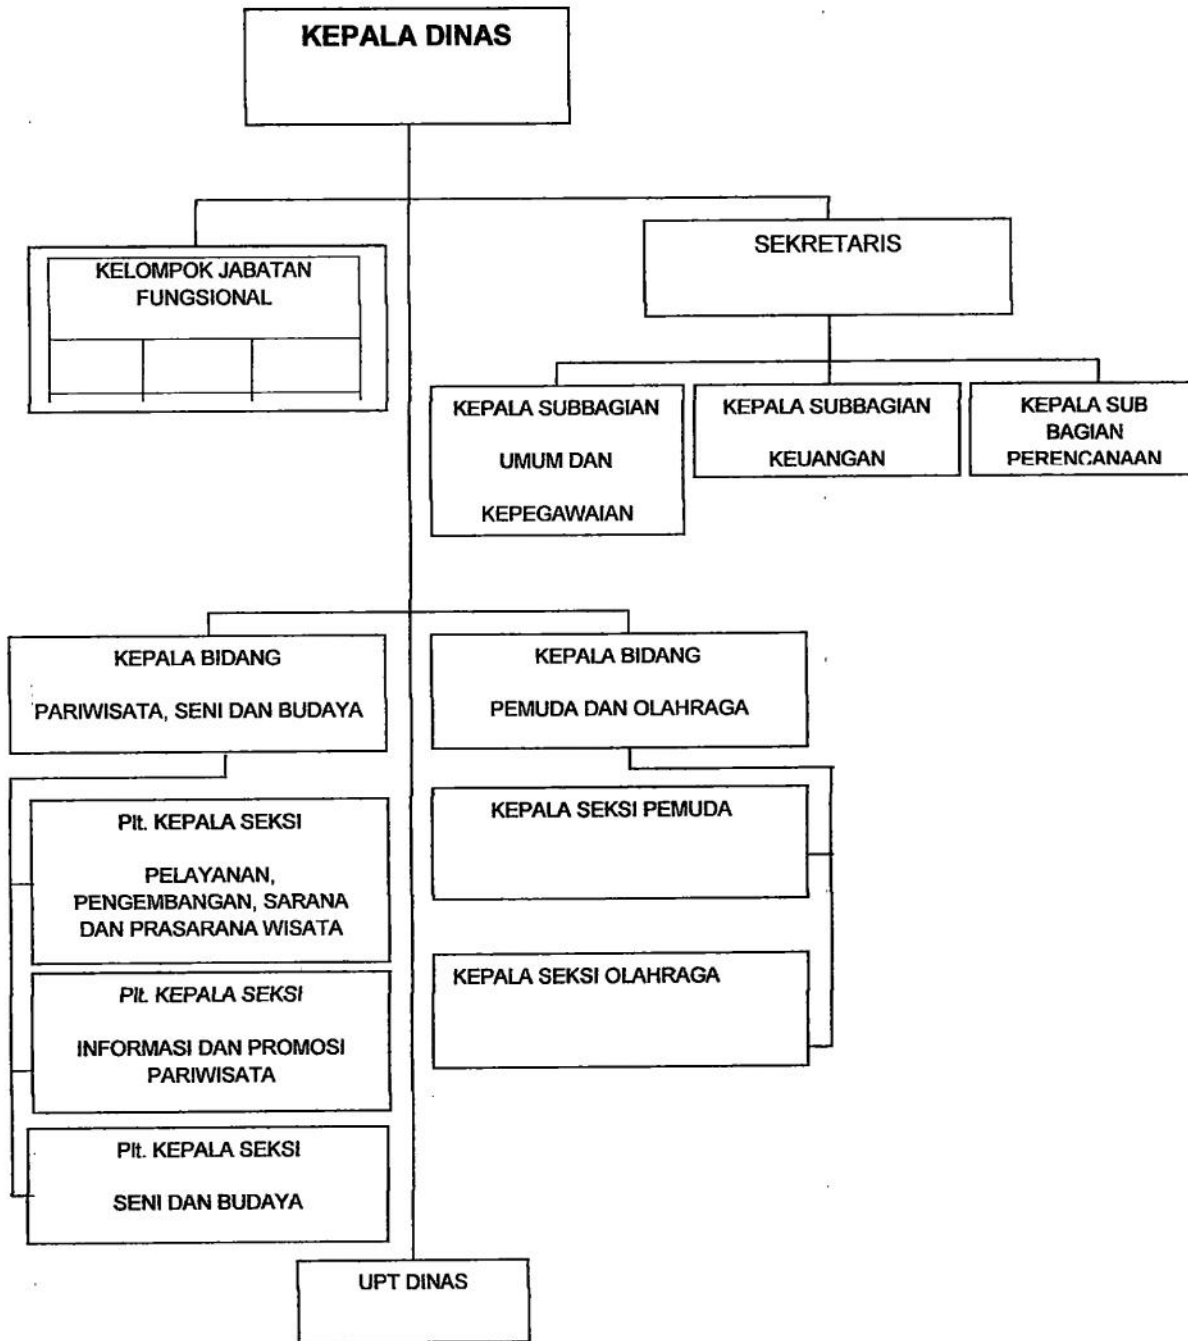 KEPALA DINAS
KELOMPOK JABATAN
FUNGSIONAL
SEKRETARIS
KEPALA SUBBAGIAN
UMUM DAN
KEPEGAWAIAN
KEPALA SUBBAGIAN
KEUANGAN
KEPALA SUB
BAGIAN
PERENCANAAN
KEPALA BIDANG
PARIWISATA, SENI DAN BUDAYA
KEPALA BIDANG
PEMUDA DAN OLAHRAGA
Plt. KEPALA SEKSI
PELAYANAN,
PENGEMBANGAN, SARANA
DAN PRASARANA WISATA
Plt. KEPALA SEKSI
INFORMASI DAN PROMOSI
PARIWISATA
Plt. KEPALA SEKSI
SENI DAN BUDAYA
KEPALA SEKSI PEMUDA
KEPALA SEKSI OLAHRAGA
UPT DINAS